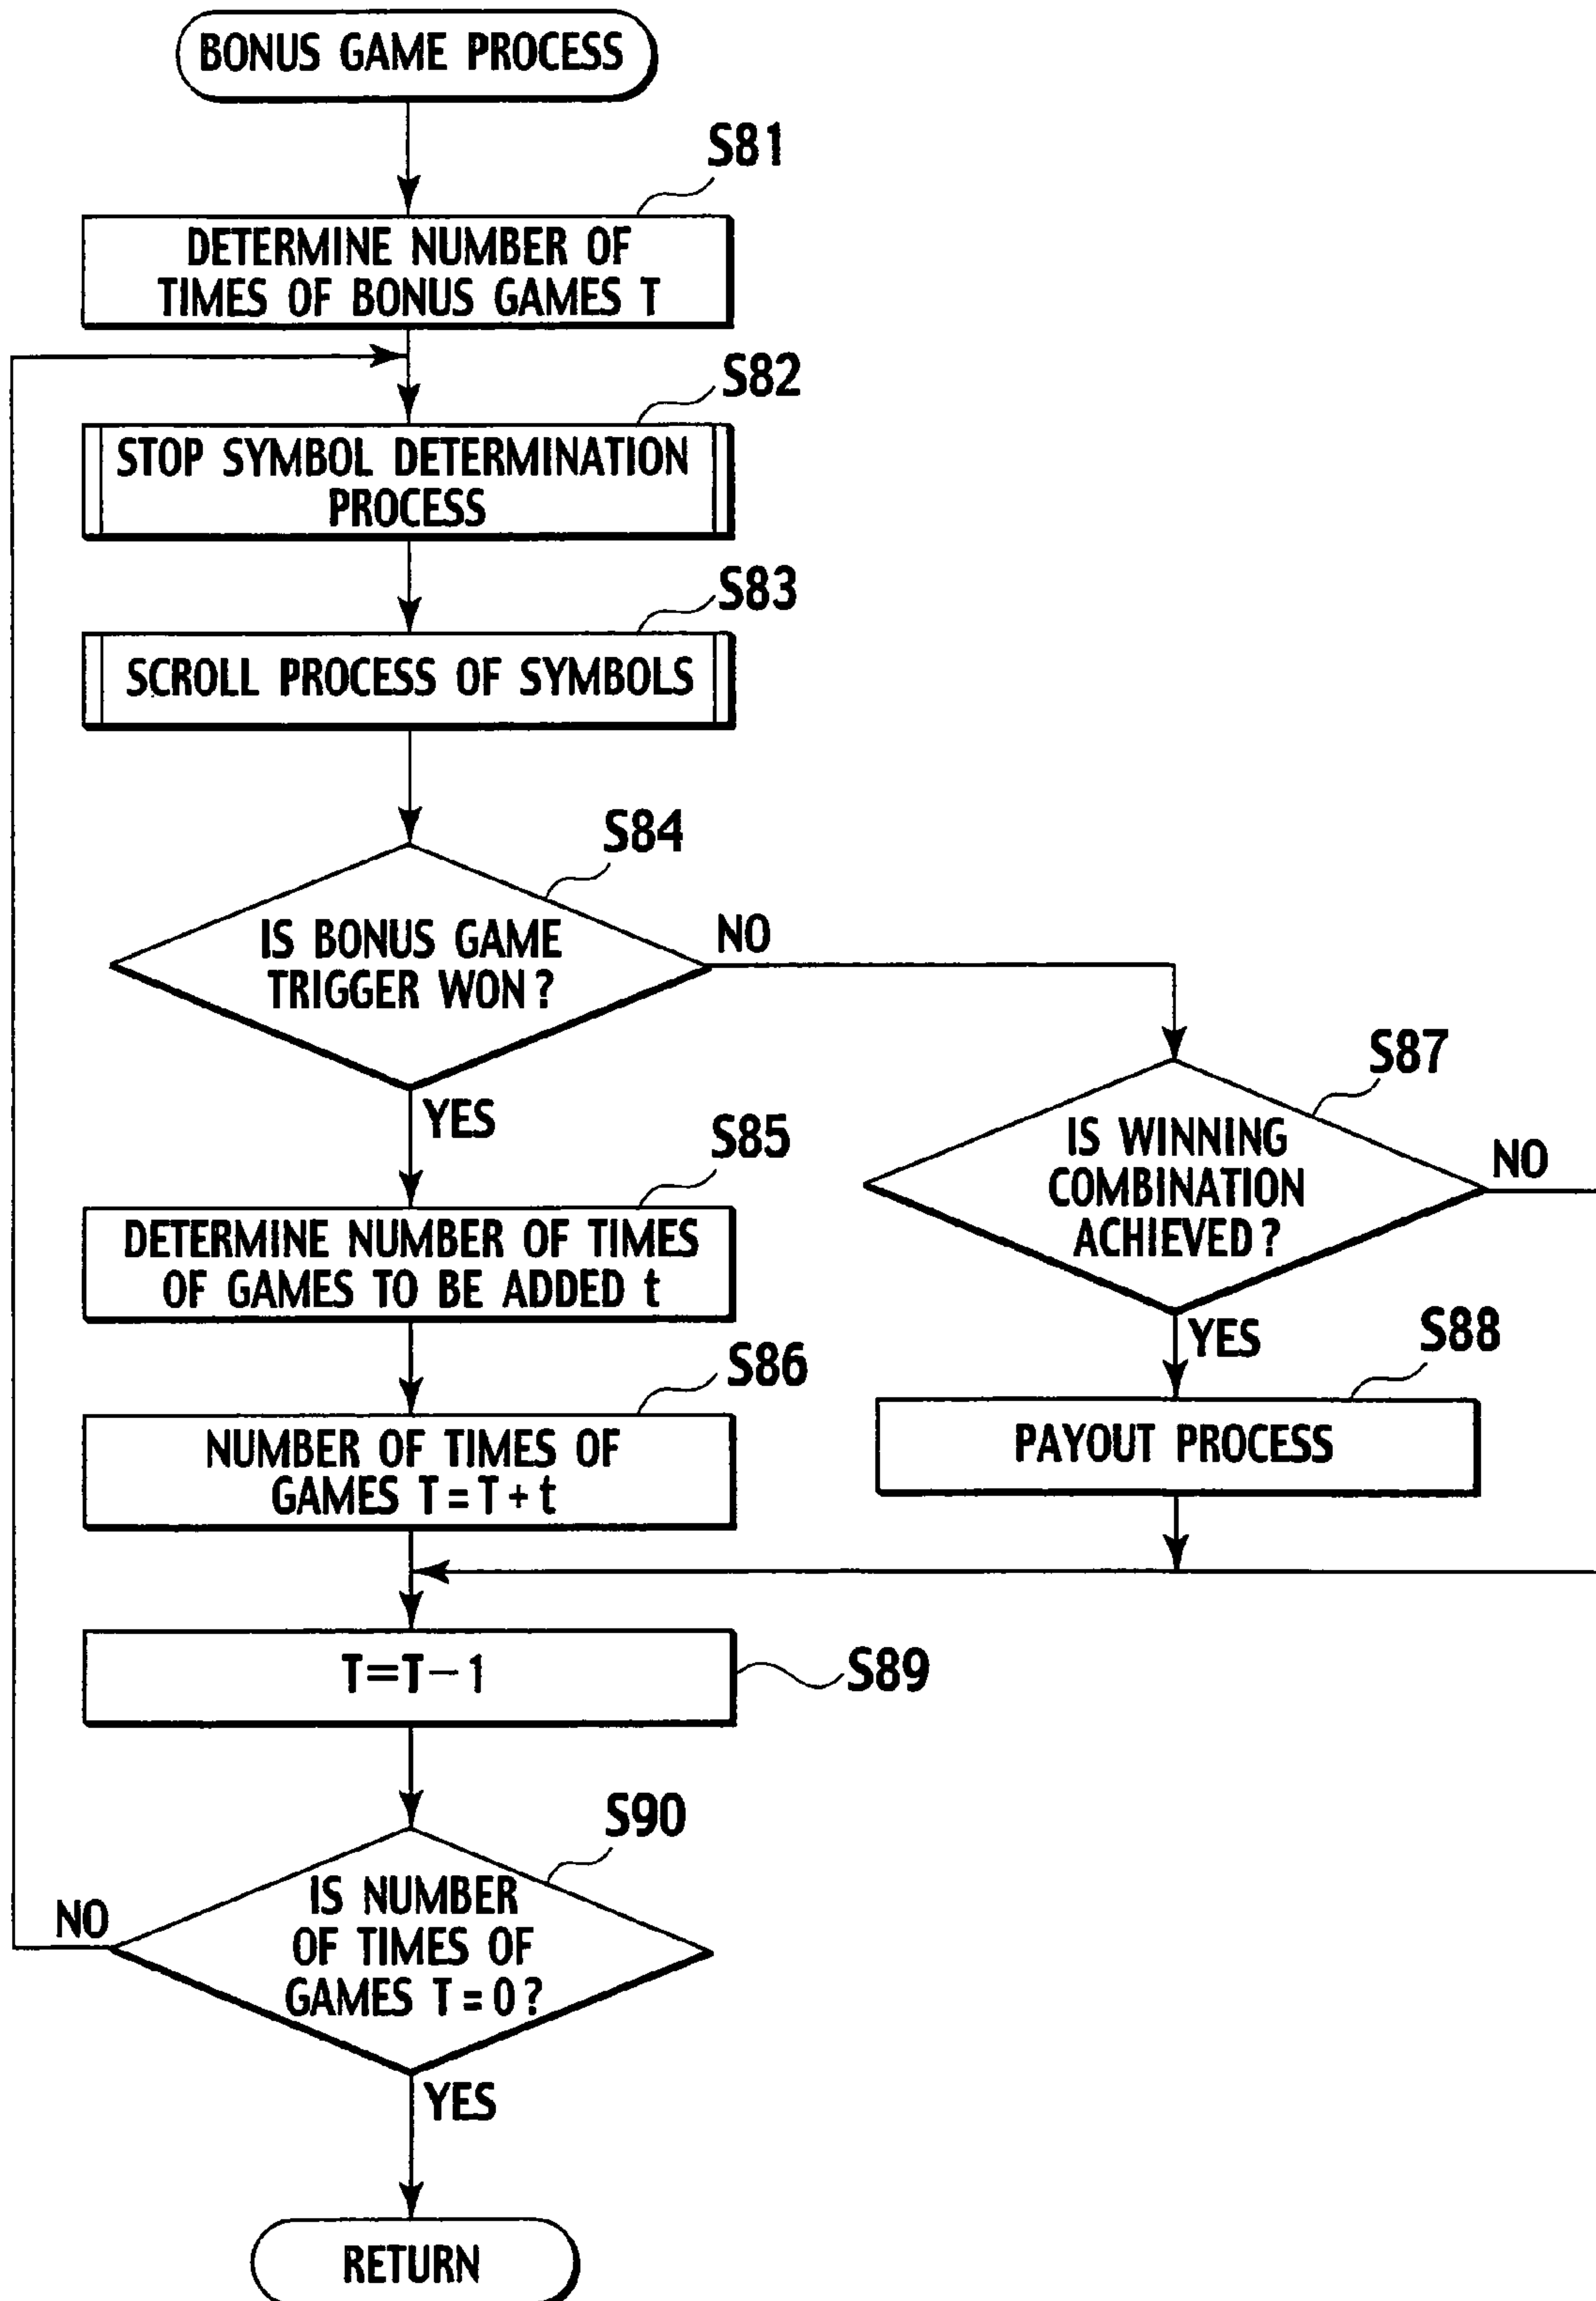 BONUS GAME PROCESS
S81
DETERMINE NUMBER OF
TIMES OF BONUS GAMES T
S82
STOP SYMBOL DETERMINATION
PROCESS
S83
SCROLL PROCESS OF SYMBOLS
S84
IS BONUS GAME
TRIGGER WON?
NO
YES
S87
IS WINNING
COMBINATION
ACHIEVED?
NO
YES
S85
DETERMINE NUMBER OF TIMES
OF GAMES TO BE ADDED t
S86
NUMBER OF TIMES OF
GAMES T=T+t
S88
PAYOUT PROCESS
T=T-1
S89
S90
IS NUMBER
OF TIMES OF
GAMES T=0?
NO
YES
RETURN